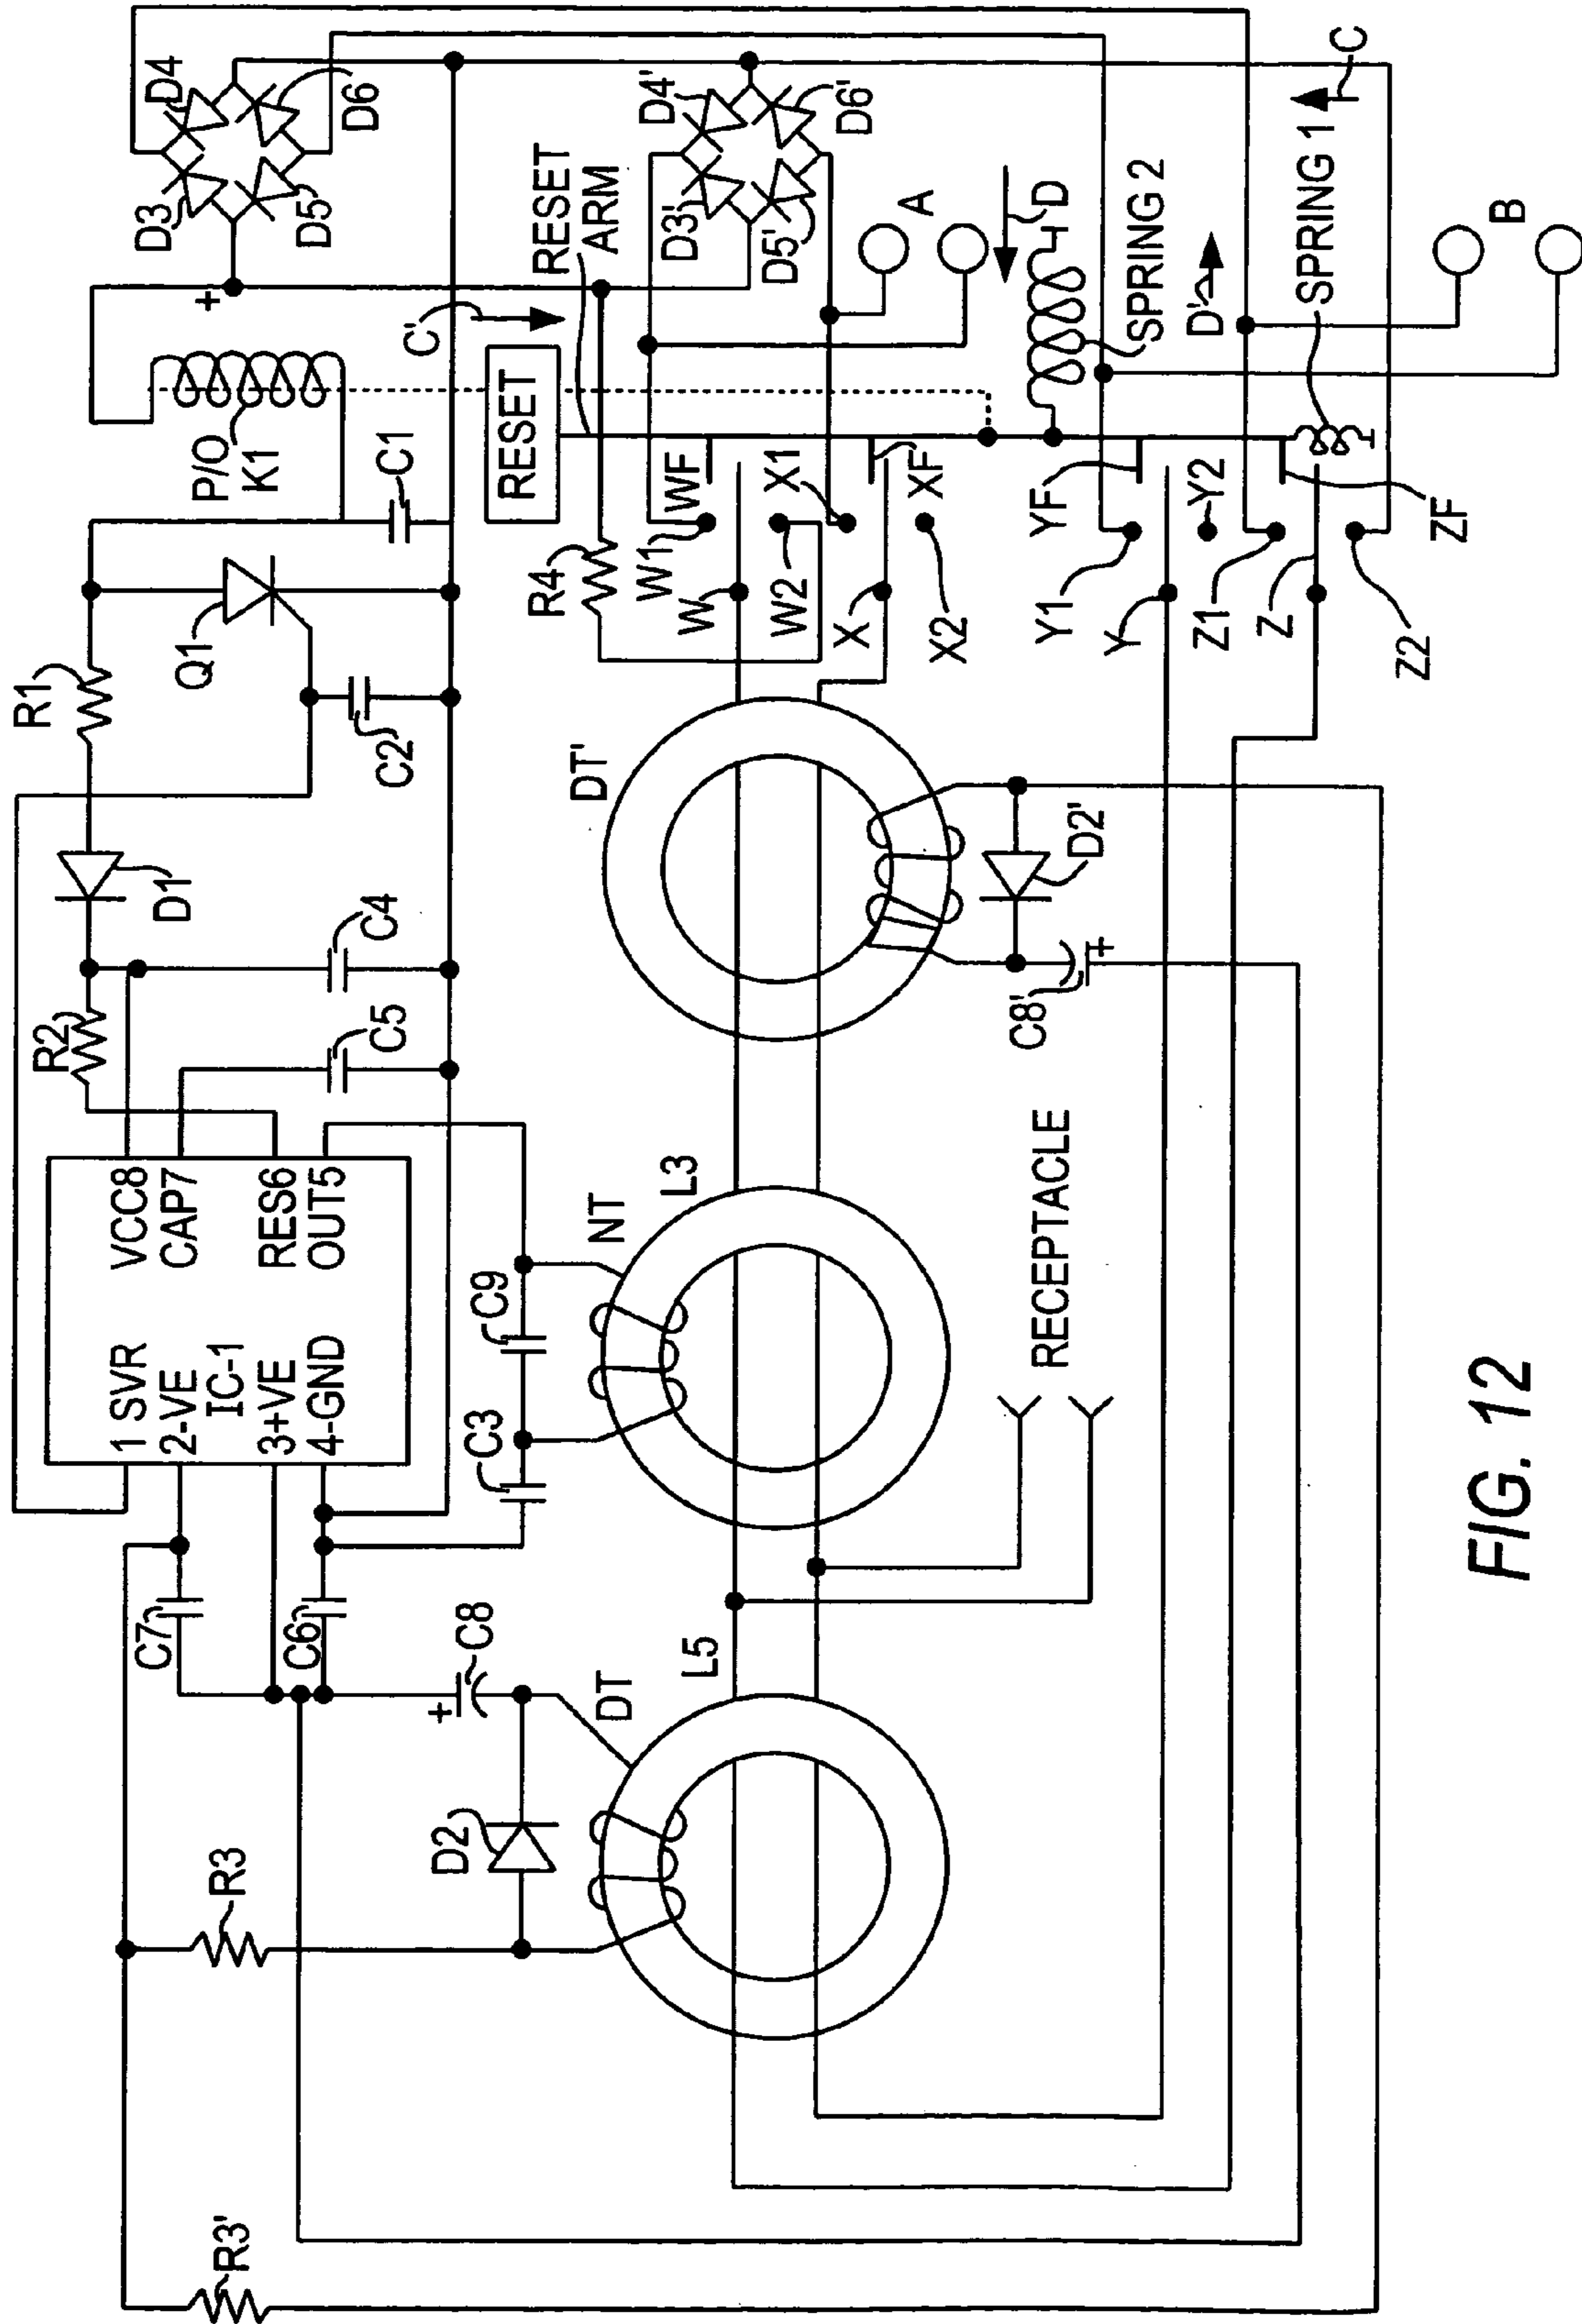 R3'
R3
D2
DT
L5
C8
C7
C6
1 SVR
2-VE
IC-1
3+VE
4-GND
VCC8
CAP7
RES6
OUT5
C3
C9
NT
L3
RECEPTACLE
R2
C5
C4
D1
R1
C2
Q1
DT'
D2'
C8'
+
+
P/O
K1
C1
R4
RESET
RESET
ARM
C'
+
D3
D4
D5
D6
D3'
D4'
D5'
D6'
W1
WF
W
W2
X1
X
XF
X2
A
D
SPRING 2
YF
Y1
Y
Y2
Z1
Z
Z2
ZF
D'
SPRING 1
C
B
FIG. 12